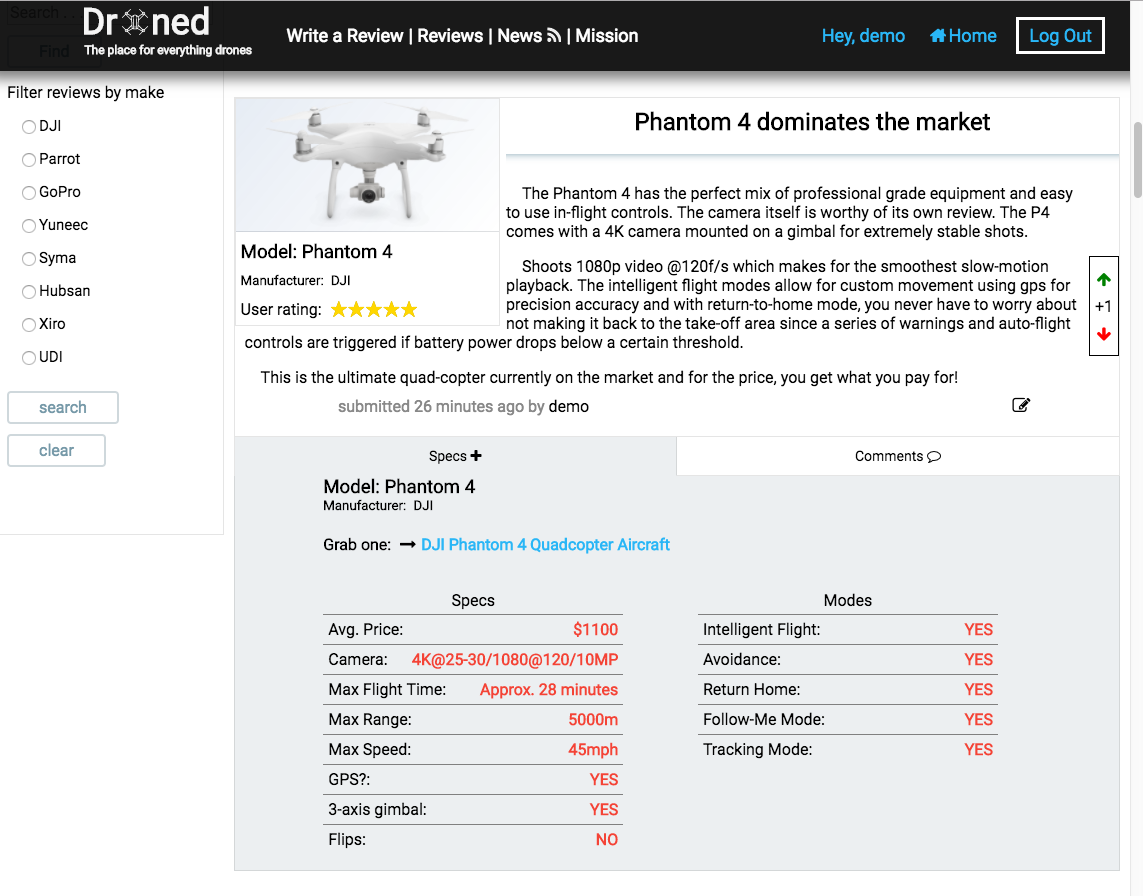 Search . . .
Find
Droned
The place for everything drones
Write a Review | Reviews | News | Mission
Hey, demo
Home
Log Out
Filter reviews by make
DJI
Parrot
GoPro
Yuneec
Syma
Hubsan
Xiro
UDI
search
clear
Model: Phantom 4
Manufacturer: DJI
User rating:
Phantom 4 dominates the market
The Phantom 4 has the perfect mix of professional grade equipment and easy
to use in-flight controls. The camera itself is worthy of its own review. The P4
comes with a 4K camera mounted on a gimbal for extremely stable shots.
Shoots 1080p video @120f/s which makes for the smoothest slow-motion
playback. The intelligent flight modes allow for custom movement using gps for
precision accuracy and with return-to-home mode, you never have to worry about
not making it back to the take-off area since a series of warnings and auto-flight
controls are triggered if battery power drops below a certain threshold.
This is the ultimate quad-copter currently on the market and for the price, you get what you pay for!
submitted 26 minutes ago by demo
+1
Specs
Comments
Model: Phantom 4
Manufacturer: DJI
Grab one: DJI Phantom 4 Quadcopter Aircraft
Specs
Avg. Price: $1100
Camera: 4K@25-30/1080@120/10MP
Max Flight Time: Approx. 28 minutes
Max Range: 5000m
Max Speed: 45mph
GPS?: YES
3-axis gimbal: YES
Flips: NO
Modes
Intelligent Flight: YES
Avoidance: YES
Return Home: YES
Follow-Me Mode: YES
Tracking Mode: YES